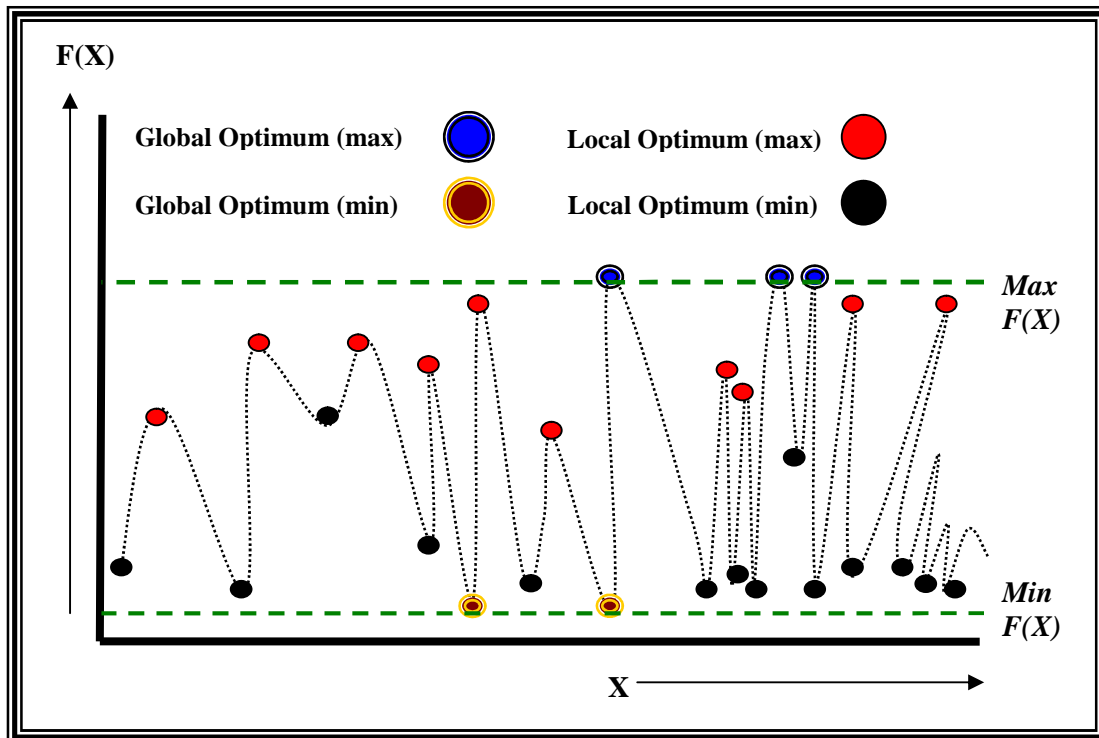 F(X)
Global Optimum (max)
Local Optimum (max)
Global Optimum (min)
Local Optimum (min)
Max
F(X)
Min
F(X)
X